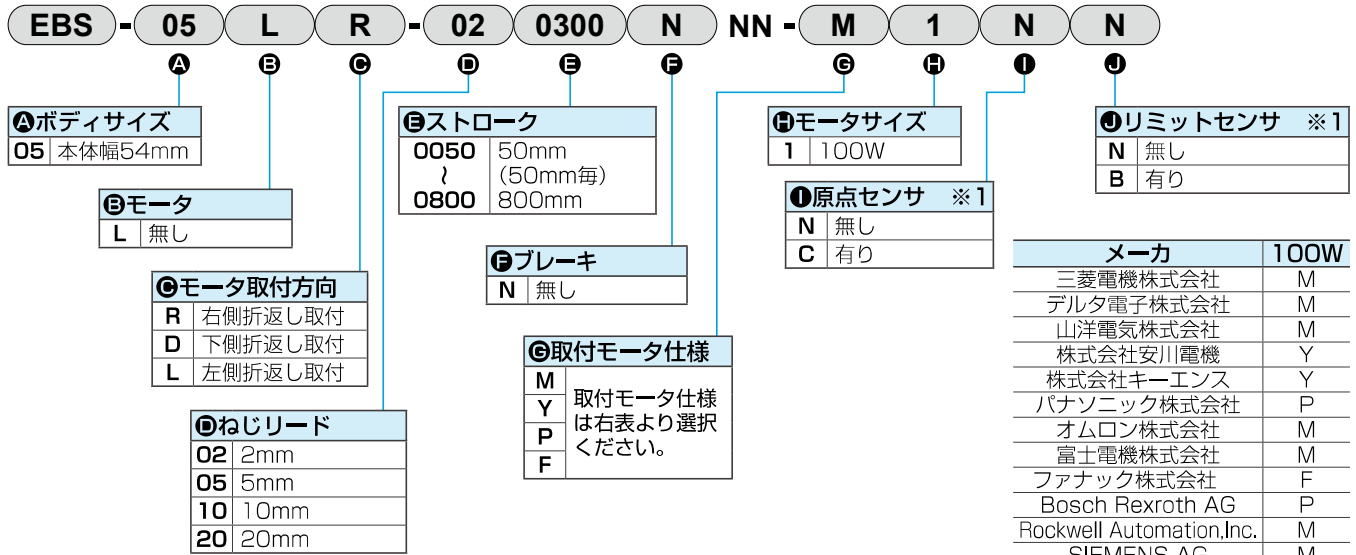 EBS - 05 L R - 02 0300 N NN - M 1 N N
A B C D E F G H I J
Aボディサイズ
05 本体幅54mm
Bモータ
L 無し
Cモータ取付方向
R 右側折返し取付
D 下側折返し取付
L 左側折返し取付
Dねじリード
02 2mm
05 5mm
10 10mm
20 20mm
Eストローク
0050 50mm
〜 (50mm毎)
0800 800mm
Fブレーキ
N 無し
G取付モータ仕様
M
Y
P
F
取付モータ仕様
は右表より選択
ください。
Hモータサイズ
1 100W
I原点センサ ※1
N 無し
C 有り
Jリミットセンサ ※1
N 無し
B 有り
メーカ 100W
三菱電機株式会社 M
デルタ電子株式会社 M
山洋電気株式会社 M
株式会社安川電機 Y
株式会社キーエンス Y
パナソニック株式会社 P
オムロン株式会社 M
富士電機株式会社 M
ファナック株式会社 F
Bosch Rexroth AG P
Rockwell Automation,Inc. M
SIEMENS AG M